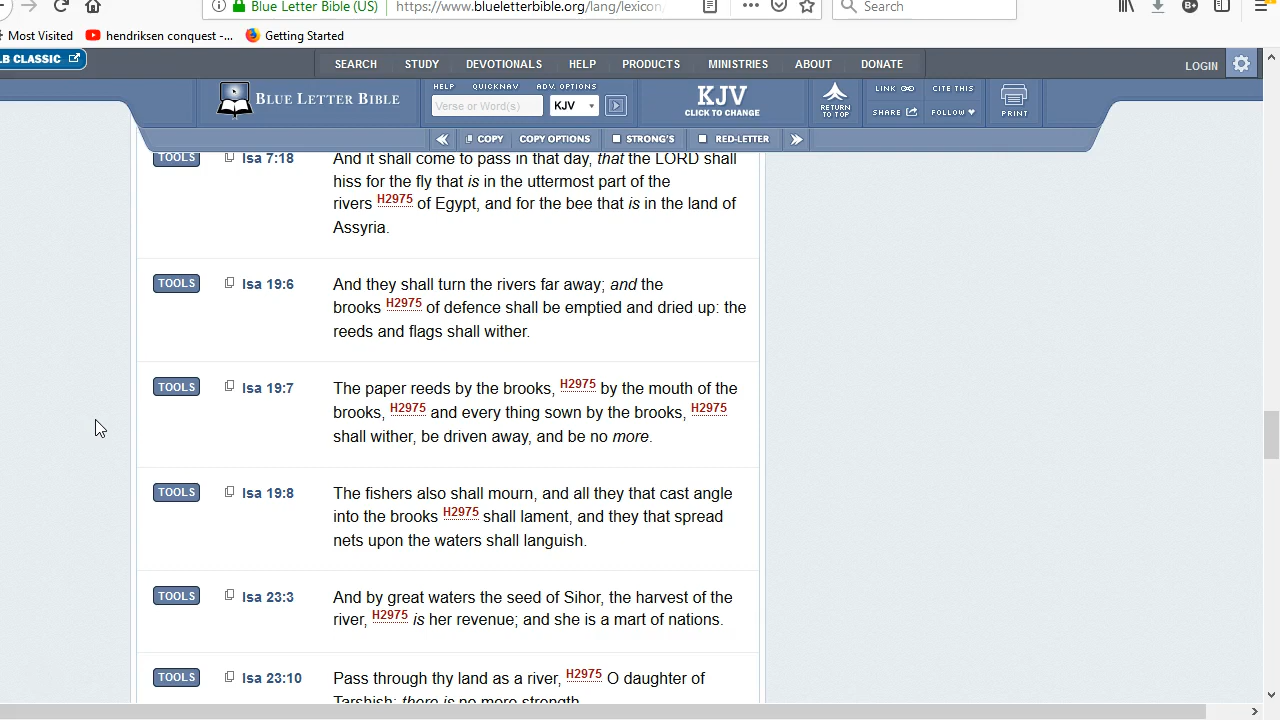 Blue Letter Bible (US) https://www.blueletterbible.org/lang/lexicon/ Search
Most Visited hendriksen conquest -... Getting Started
LB CLASSIC
SEARCH STUDY DEVOTIONALS HELP PRODUCTS MINISTRIES ABOUT DONATE LOGIN
BLUE LETTER BIBLE
HELP QUICKNAV ADV. OPTIONS
Verse or Word(s) KJV
KJV
CLICK TO CHANGE
RETURN
TO TOP
LINK CITE THIS
SHARE FOLLOW
PRINT
COPY COPY OPTIONS STRONG'S RED-LETTER
TOOLS Isa 7:18 And it shall come to pass in that day, that the LORD shall
hiss for the fly that is in the uttermost part of the
rivers H2975 of Egypt, and for the bee that is in the land of
Assyria.
TOOLS Isa 19:6 And they shall turn the rivers far away; and the
brooks H2975 of defence shall be emptied and dried up: the
reeds and flags shall wither.
TOOLS Isa 19:7 The paper reeds by the brooks, H2975 by the mouth of the
brooks, H2975 and every thing sown by the brooks, H2975
shall wither, be driven away, and be no more.
TOOLS Isa 19:8 The fishers also shall mourn, and all they that cast angle
into the brooks H2975 shall lament, and they that spread
nets upon the waters shall languish.
TOOLS Isa 23:3 And by great waters the seed of Sihor, the harvest of the
river, H2975 is her revenue; and she is a mart of nations.
TOOLS Isa 23:10 Pass through thy land as a river, H2975 O daughter of
Tarshish: there is no more strength.